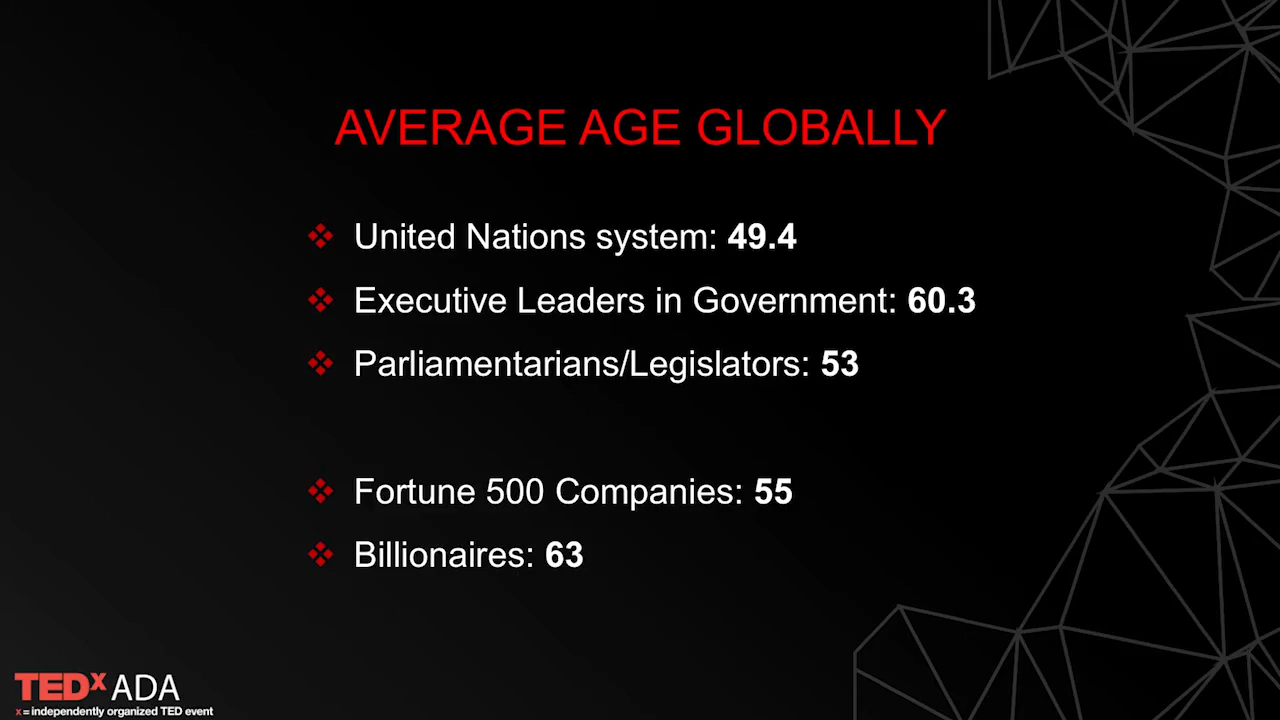 AVERAGE AGE GLOBALLY
United Nations system: 49.4
Executive Leaders in Government: 60.3
Parliamentarians/Legislators: 53
Fortune 500 Companies: 55
Billionaires: 63
TEDx ADA
x = independently organized TED event